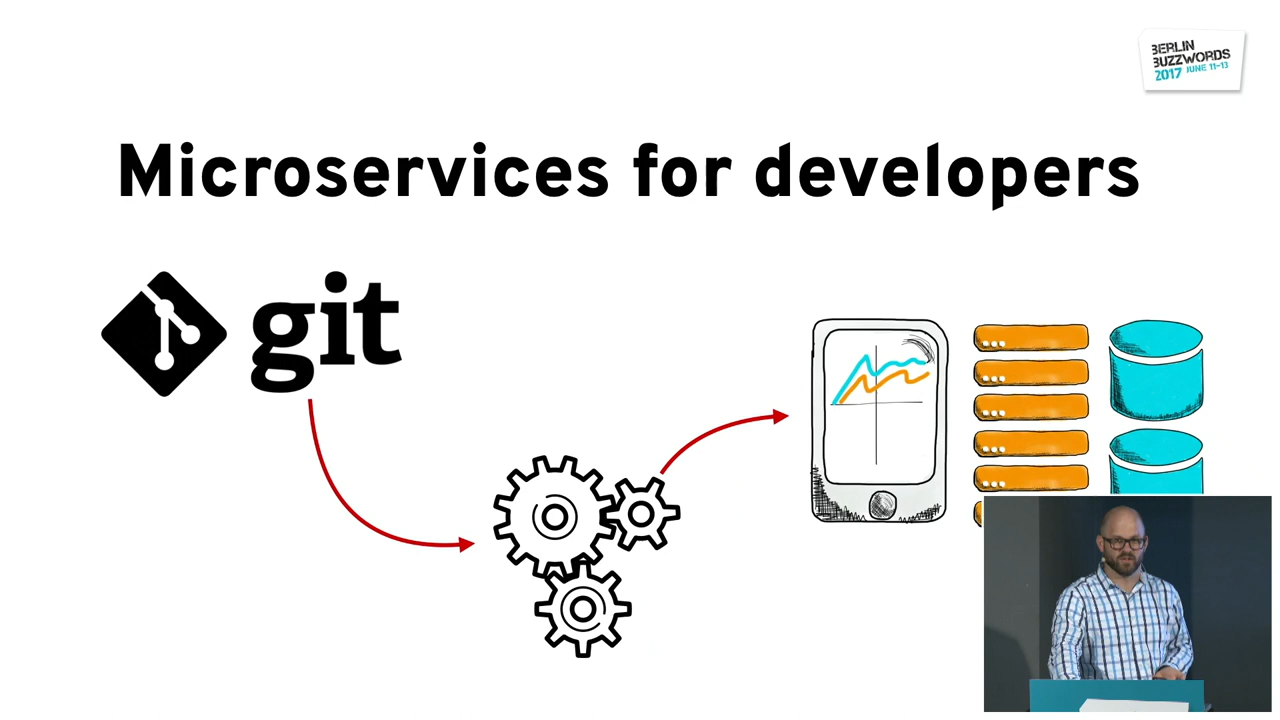 BERLIN
BUZZWORDS
2017 JUNE 11-13
Microservices for developers
git